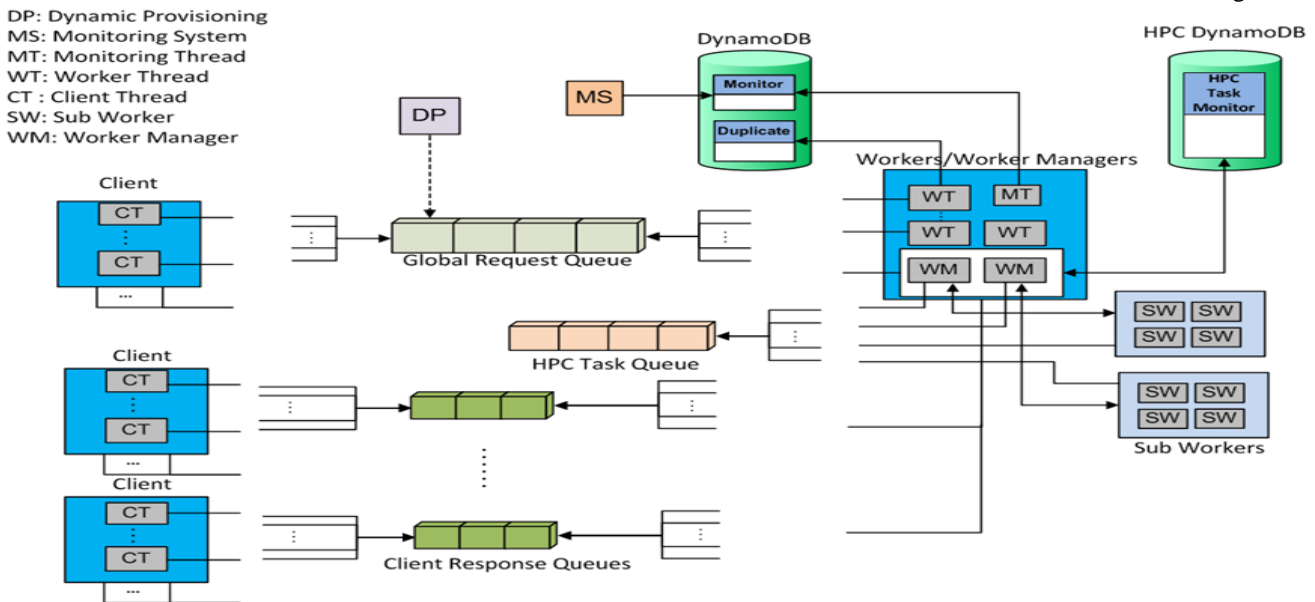 DP: Dynamic Provisioning
MS: Monitoring System
MT: Monitoring Thread
WT: Worker Thread
CT : Client Thread
SW: Sub Worker
WM: Worker Manager
DynamoDB
HPC DynamoDB
Monitor
Duplicate
HPC
Task
Monitor
MS
DP
Workers/Worker Managers
WT
MT
WT
WT
WM
WM
Client
CT
CT
...
Global Request Queue
SW SW
SW SW
HPC Task Queue
Client
CT
CT
...
SW SW
SW SW
Sub Workers
Client
CT
CT
...
Client Response Queues